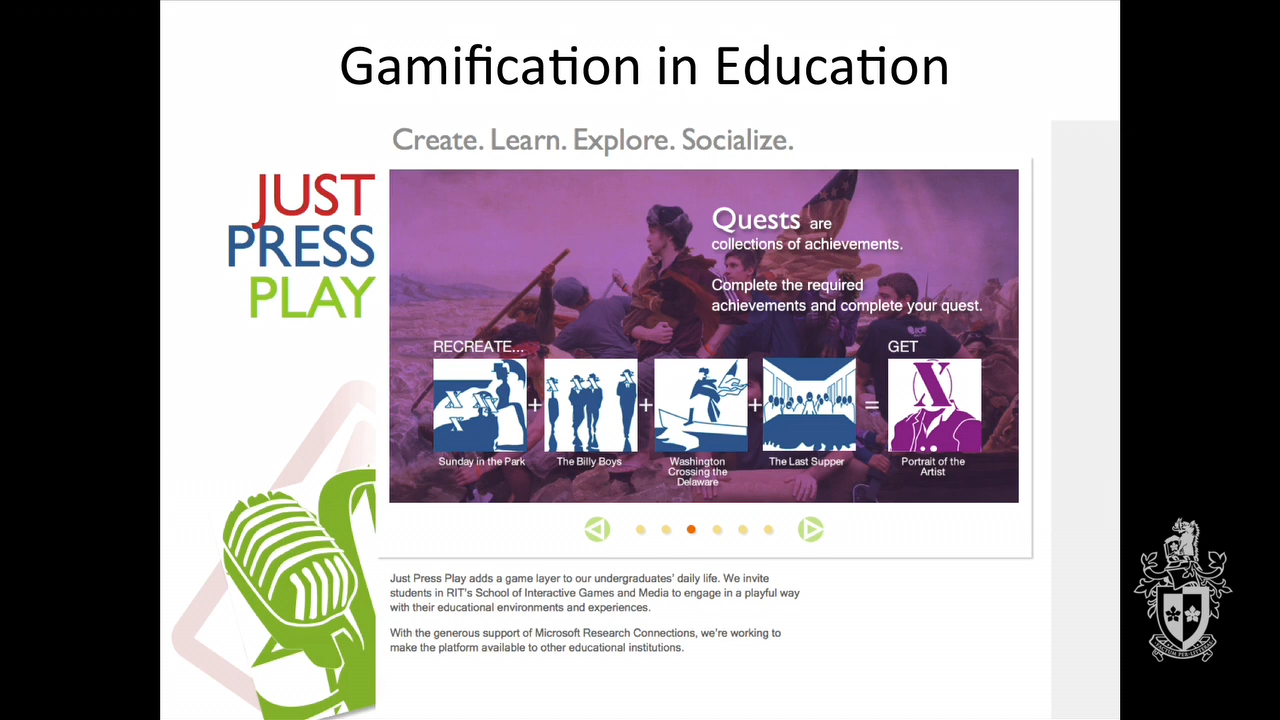 Gamification in Education
Create. Learn. Explore. Socialize.
JUST
PRESS
PLAY
Quests are
collections of achievements.
Complete the required
achievements and complete your quest.
RECREATE...
GET
+ + + =
Sunday in the Park
The Billy Boys
Washington
Crossing the
Delaware
The Last Supper
Portrait of the
Artist
Just Press Play adds a game layer to our undergraduates' daily life. We invite
students in RIT's School of Interactive Games and Media to engage in a playful way
with their educational environments and experiences.
With the generous support of Microsoft Research Connections, we're working to
make the platform available to other educational institutions.